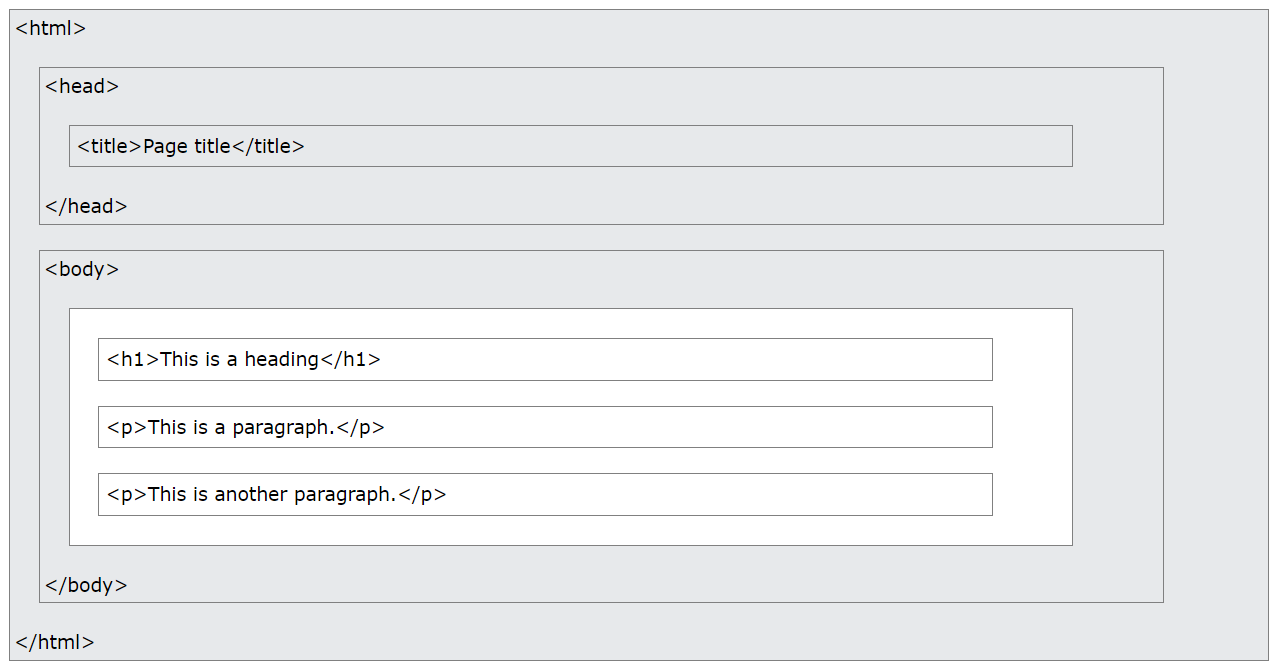 <html>
<head>
<title>Page title</title>
</head>
<body>
<h1>This is a heading</h1>
<p>This is a paragraph.</p>
<p>This is another paragraph.</p>
</body>
</html>